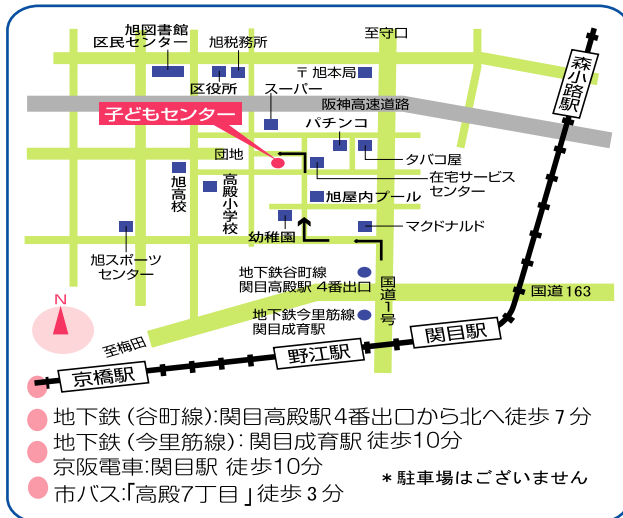 旭図書館
区民センター
旭税務所
至守口
区役所
〒旭本局
スーパー
阪神高速道路
森小路駅
子どもセンター
パチンコ
団地
タバコ屋
旭高校
高殿小学校
在宅サービス
センター
旭屋内プール
幼稚園
マクドナルド
旭スポーツ
センター
地下鉄谷町線
関目高殿駅 4番出口
国道1号
国道163
地下鉄今里筋線
関目成育駅
N
至梅田
関目駅
野江駅
京橋駅
地下鉄(谷町線):関目高殿駅4番出口から北へ徒歩7分
地下鉄(今里筋線):関目成育駅 徒歩10分
京阪電車:関目駅 徒歩10分
*駐車場はございません
市バス:「高殿7丁目」徒歩3分